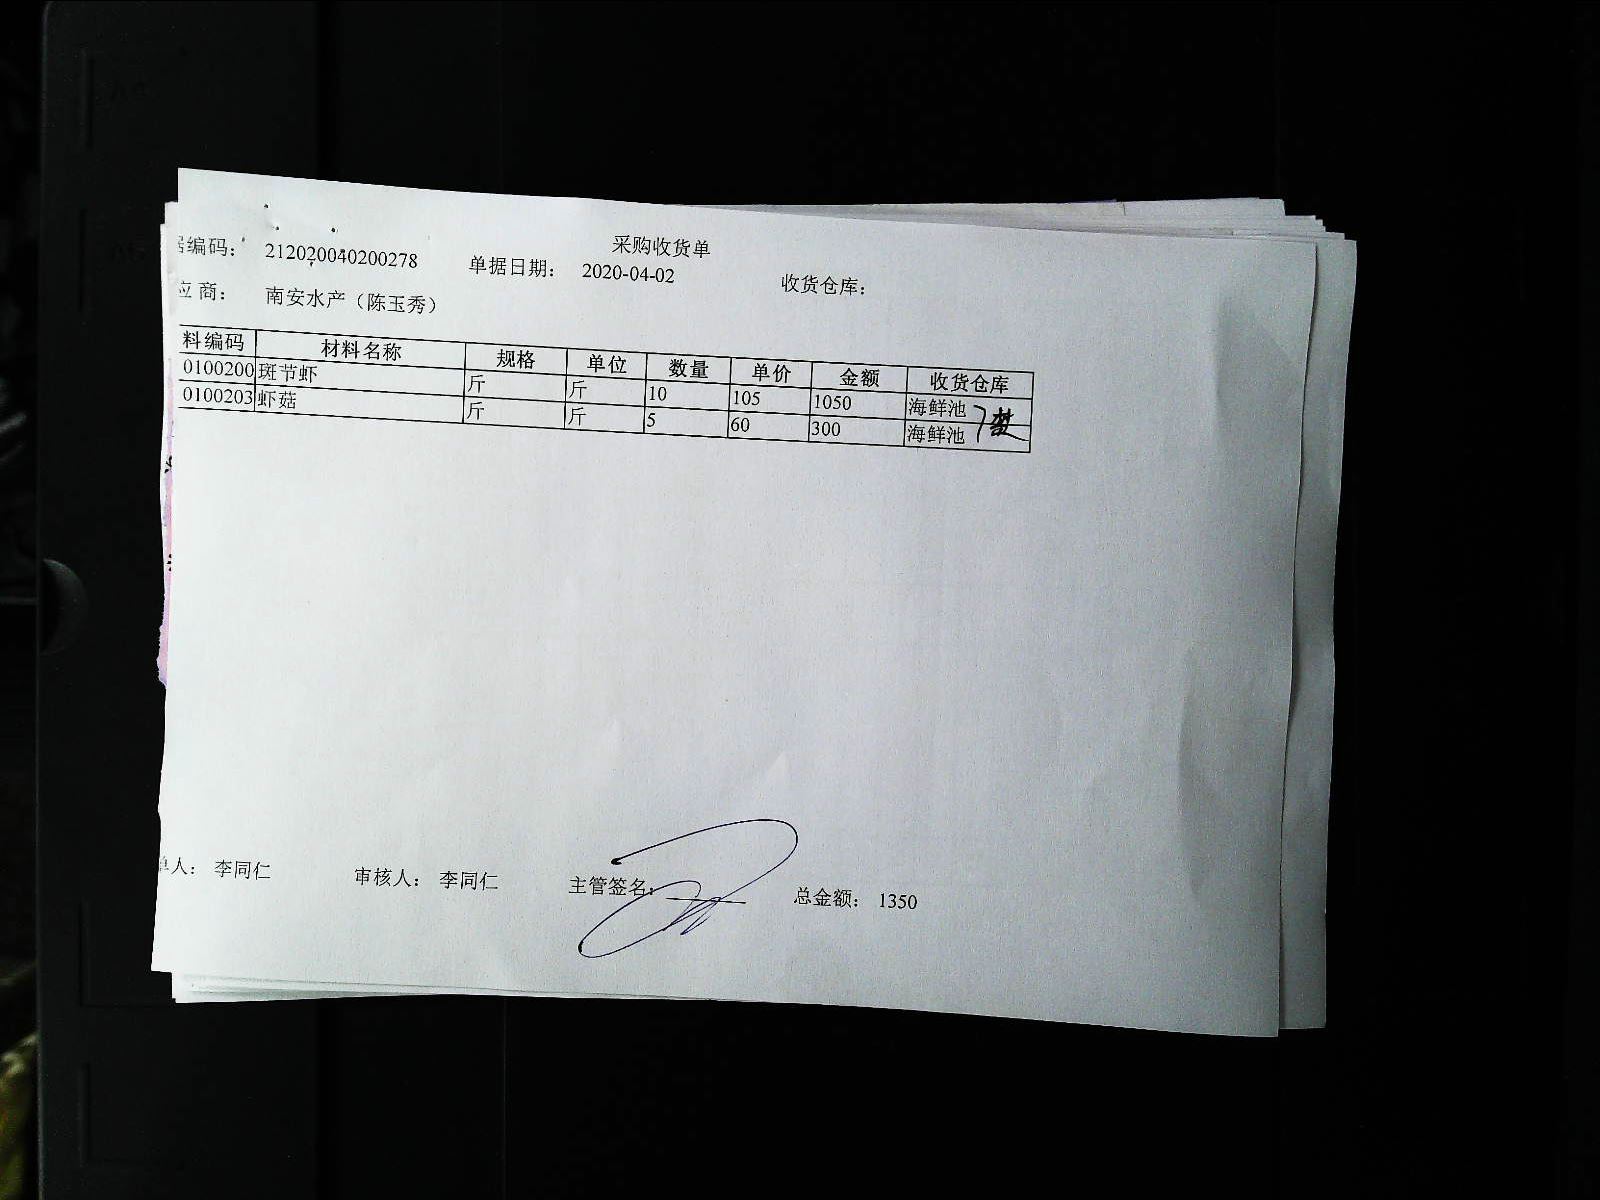 采购收货单
据编码： 212020040200278 单据日期： 2020-04-02 收货仓库：
应商： 南安水产（陈玉秀）
料编码 材料名称 规格 单位 数量 单价 金额 收货仓库
0100200 斑节虾 斤 斤 10 105 1050 海鲜池
0100203 虾菇 斤 斤 5 60 300 海鲜池
单人： 李同仁 审核人： 李同仁 主管签名： 总金额： 1350